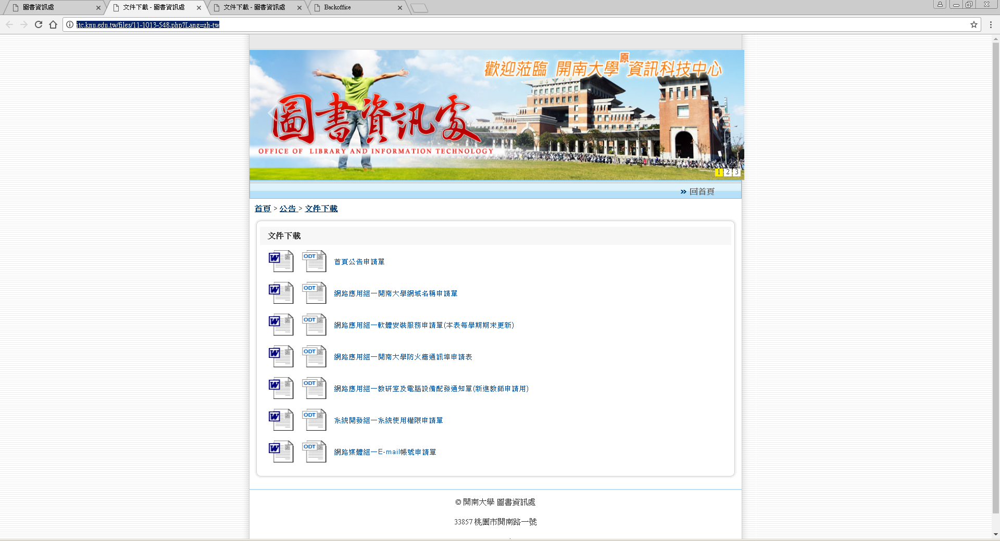 圖書資訊處
文件下載 - 圖書資訊處
文件下載 - 圖書資訊處
Backoffice
itc.knu.edu.tw/files/11-1013-548.php?Lang=zh-tw
歡迎蒞臨 開南大學 原 資訊科技中心
圖書資訊處
OFFICE OF LIBRARY AND INFORMATION TECHNOLOGY
1 2 3
» 回首頁
首頁 > 公告 > 文件下載
文件下載
W ODT 首頁公告申請單
W ODT 網路應用組—開南大學網域名稱申請單
W ODT 網路應用組—軟體安裝服務申請單(本表每學期期末更新)
W ODT 網路應用組—開南大學防火牆通訊埠申請表
W ODT 網路應用組—教研室及電腦設備配發通知單(新進教師申請用)
W ODT 系統開發組—系統使用權限申請單
W ODT 網路媒體組—E-mail帳號申請單
© 開南大學 圖書資訊處
33857 桃園市開南路一號